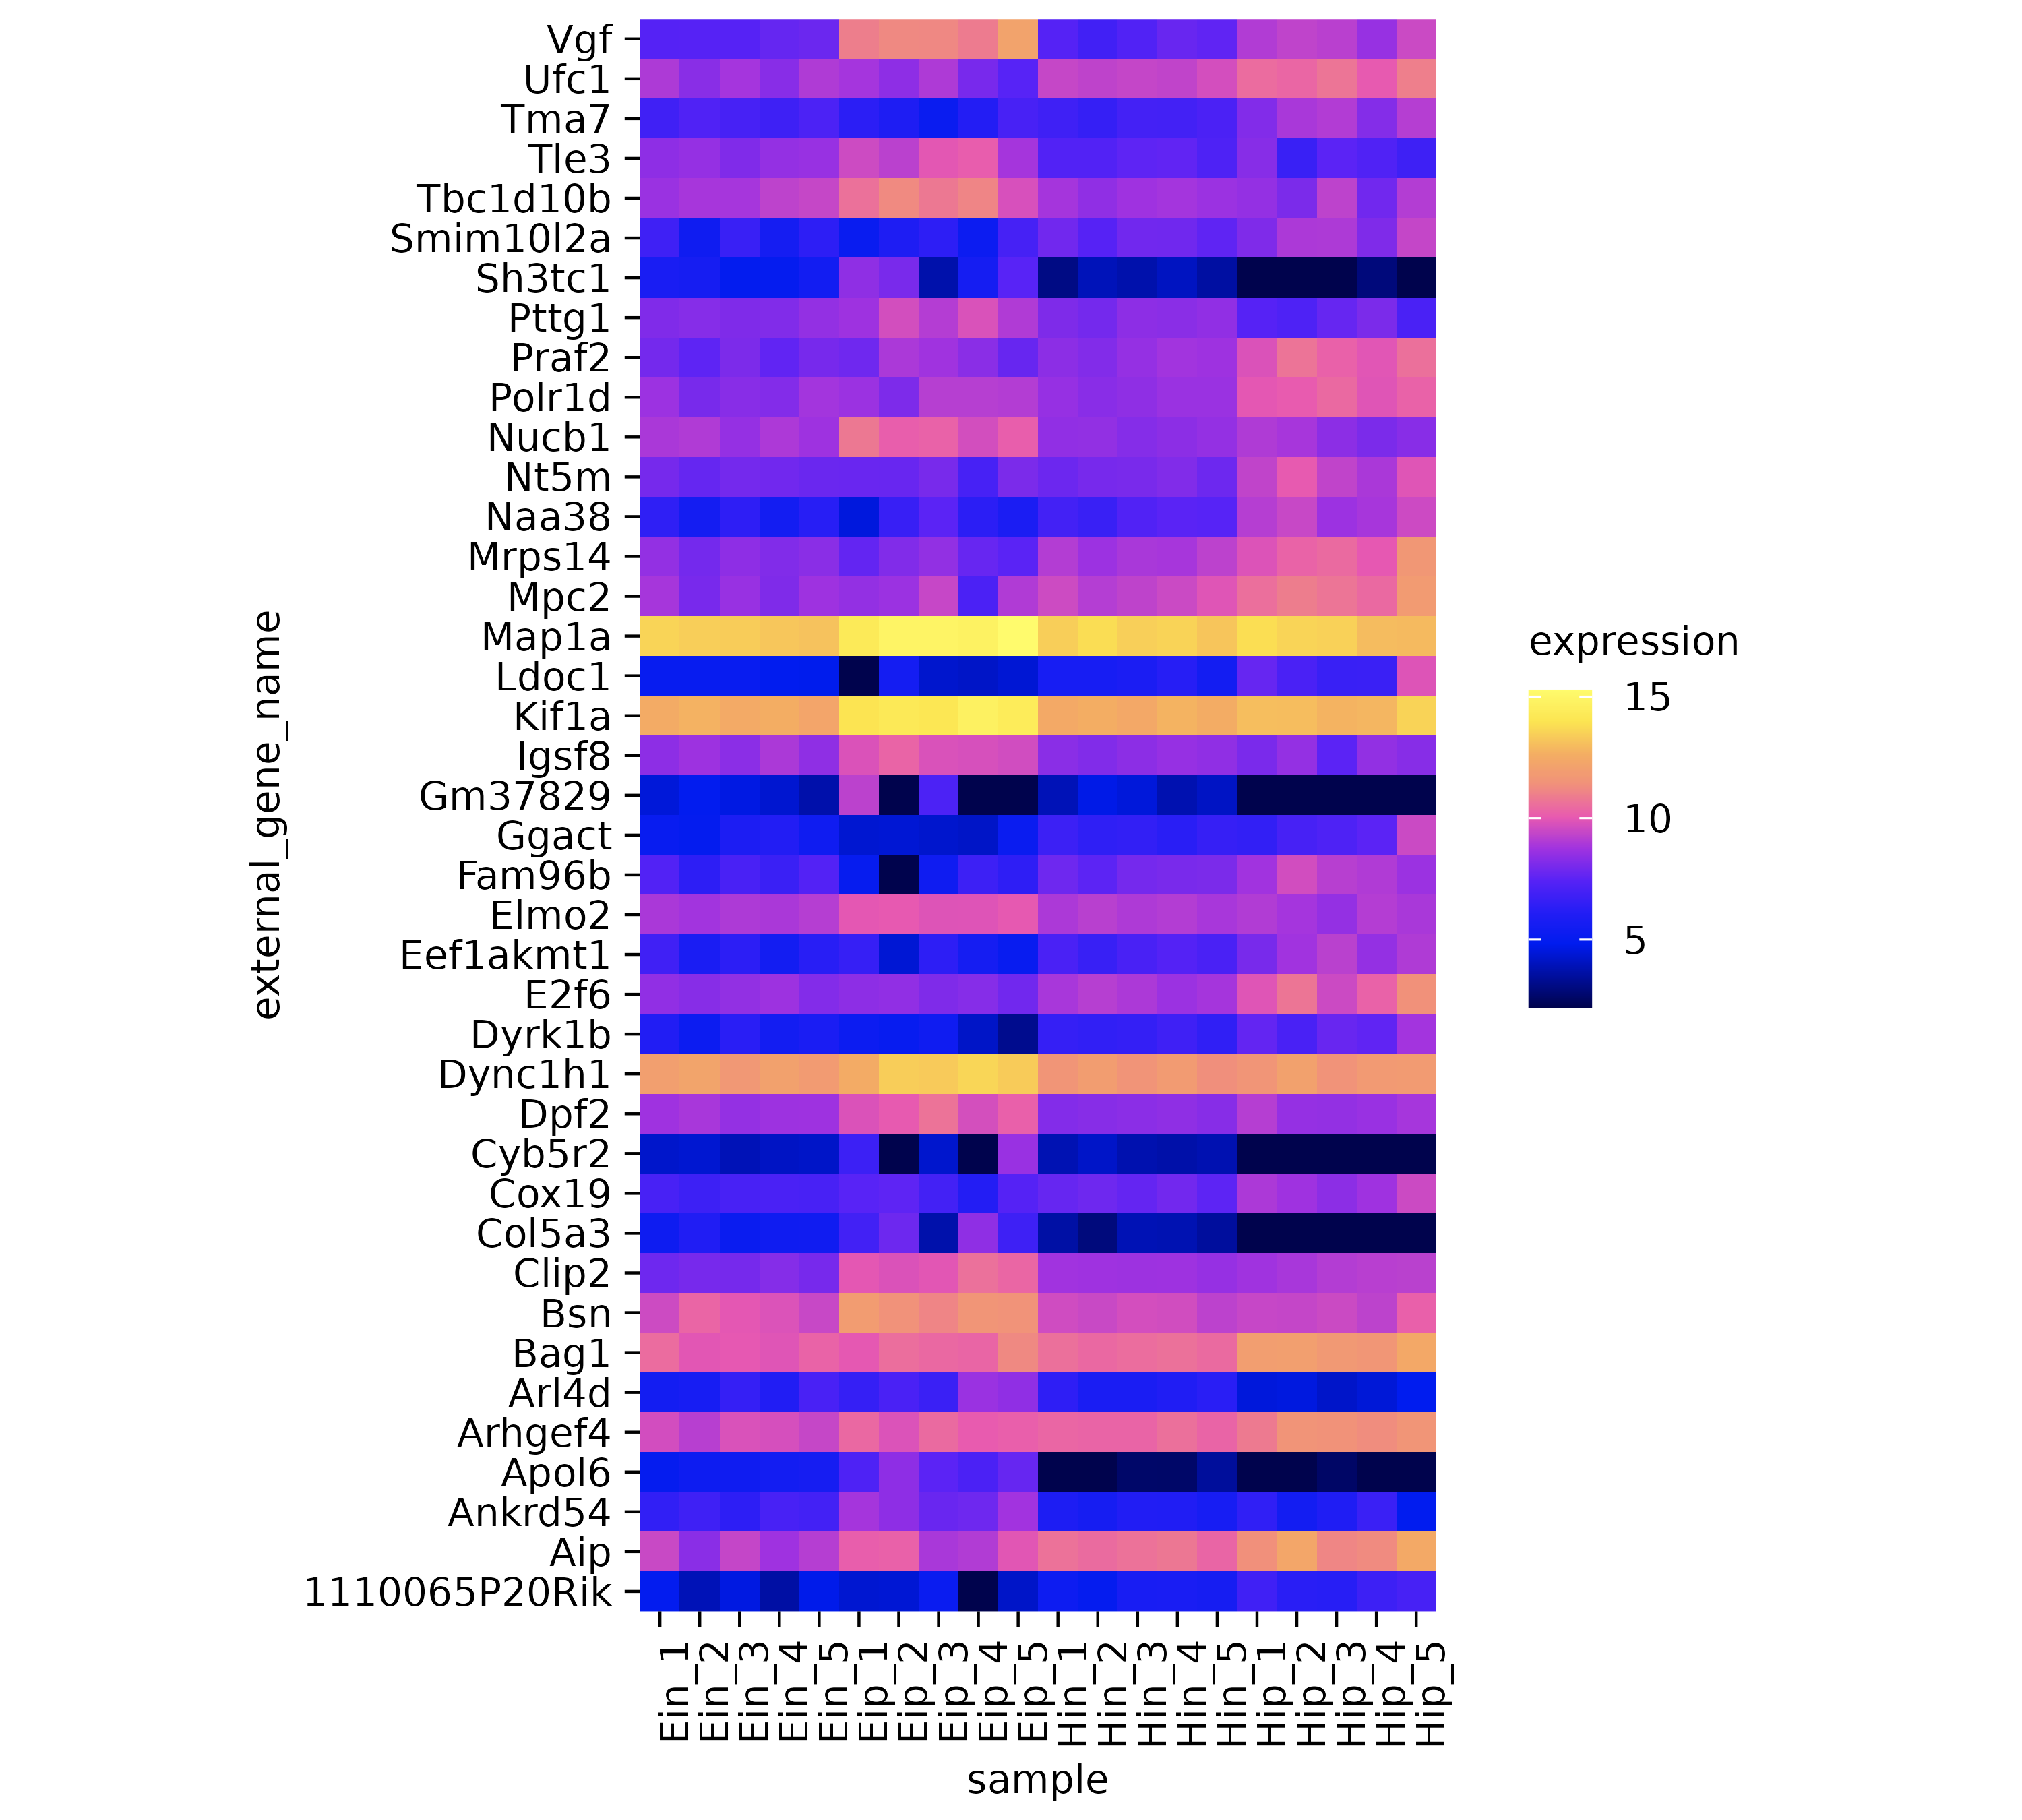 Vgf
Ufc1
Tma7
Tle3
Tbc1d10b
Smim10l2a
Sh3tc1
Pttg1
Praf2
Polr1d
Nucb1
Nt5m
Naa38
Mrps14
Mpc2
Map1a
Ldoc1
Kif1a
Igsf8
Gm37829
Ggact
Fam96b
Elmo2
Eef1akmt1
E2f6
Dyrk1b
Dync1h1
Dpf2
Cyb5r2
Cox19
Col5a3
Clip2
Bsn
Bag1
Arl4d
Arhgef4
Apol6
Ankrd54
Aip
1110065P20Rik
external_gene_name
Ein_1
Ein_2
Ein_3
Ein_4
Ein_5
Eip_1
Eip_2
Eip_3
Eip_4
Eip_5
Hin_1
Hin_2
Hin_3
Hin_4
Hin_5
Hip_1
Hip_2
Hip_3
Hip_4
Hip_5
sample
expression
15
10
5